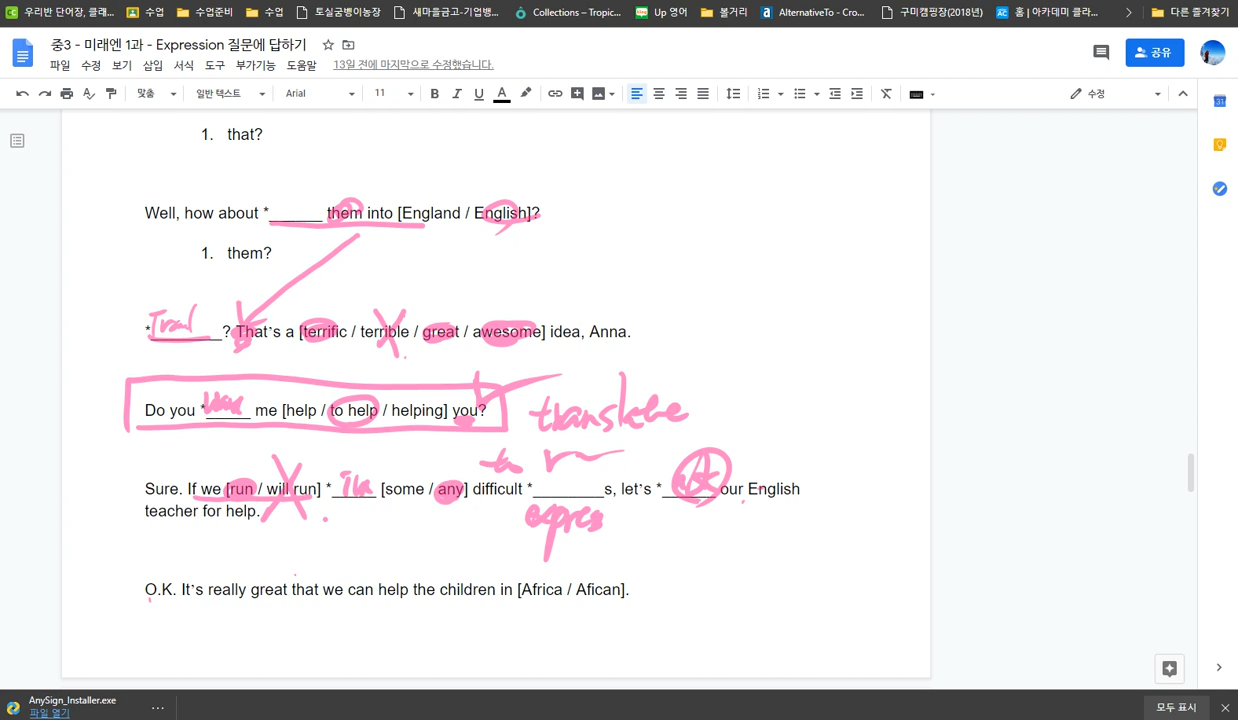 우리반 단어장, 클래... 수업 수업준비 수업 토실굼벵이농장 새마을금고-기업뱅... Collections – Tropic... Up 영어 볼거리 AlternativeTo - Cro... 구미캠핑장(2018년) 홈 | 아카데미 클라... 다른 즐겨찾기
중3 - 미래엔 1과 - Expression 질문에 답하기
공유
파일 수정 보기 삽입 서식 도구 부가기능 도움말 13일 전에 마지막으로 수정했습니다.
맞춤 일반 텍스트 Arial 11 B I U A 수정
31
1. that?
Well, how about *______ them into [England / English]?
1. them?
*________? That's a [terrific / terrible / great / awesome] idea, Anna.
Do you *_____ me [help / to help / helping] you?
translate
Sure. If we [run / will run] *_____ [some / any] difficult *________s, let's *______ our English
teacher for help.
expres
O.K. It's really great that we can help the children in [Africa / Afican].
AnySign_Installer.exe
파일 열기
모두 표시